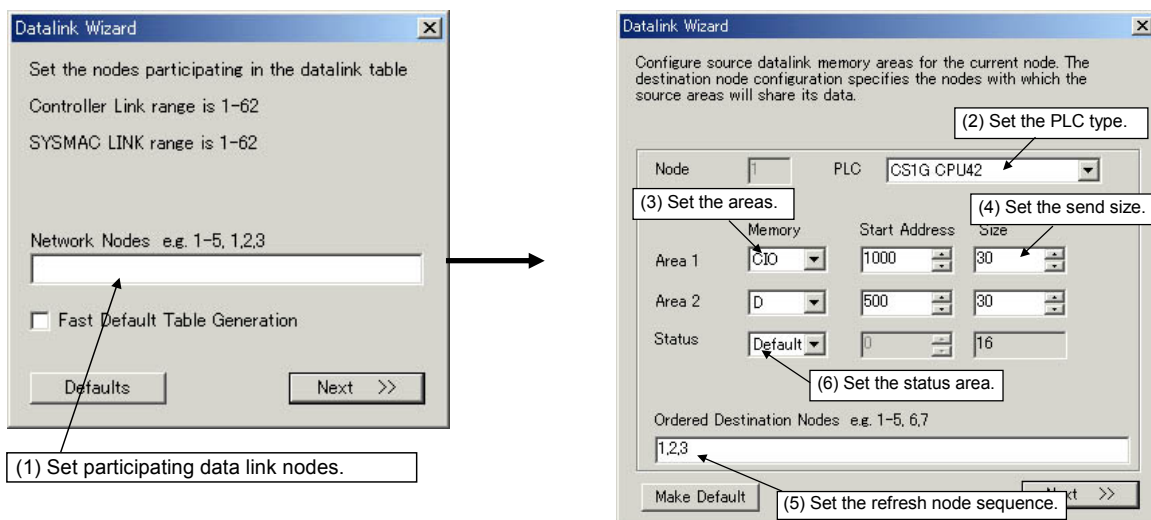 Datalink Wizard
Set the nodes participating in the datalink table
Controller Link range is 1-62
SYSMAC LINK range is 1-62
Network Nodes e.g. 1-5, 1,2,3
Fast Default Table Generation
Defaults
Next >>
(1) Set participating data link nodes.
Datalink Wizard
Configure source datalink memory areas for the current node. The
destination node configuration specifies the nodes with which the
source areas will share its data.
(2) Set the PLC type.
Node 1 PLC CS1G CPU42
(3) Set the areas.
(4) Set the send size.
Memory Start Address Size
Area 1 CIO 1000 30
Area 2 D 500 30
Status Default 0 16
(6) Set the status area.
Ordered Destination Nodes e.g. 1-5, 6,7
1,2,3
Make Default
(5) Set the refresh node sequence.
>>